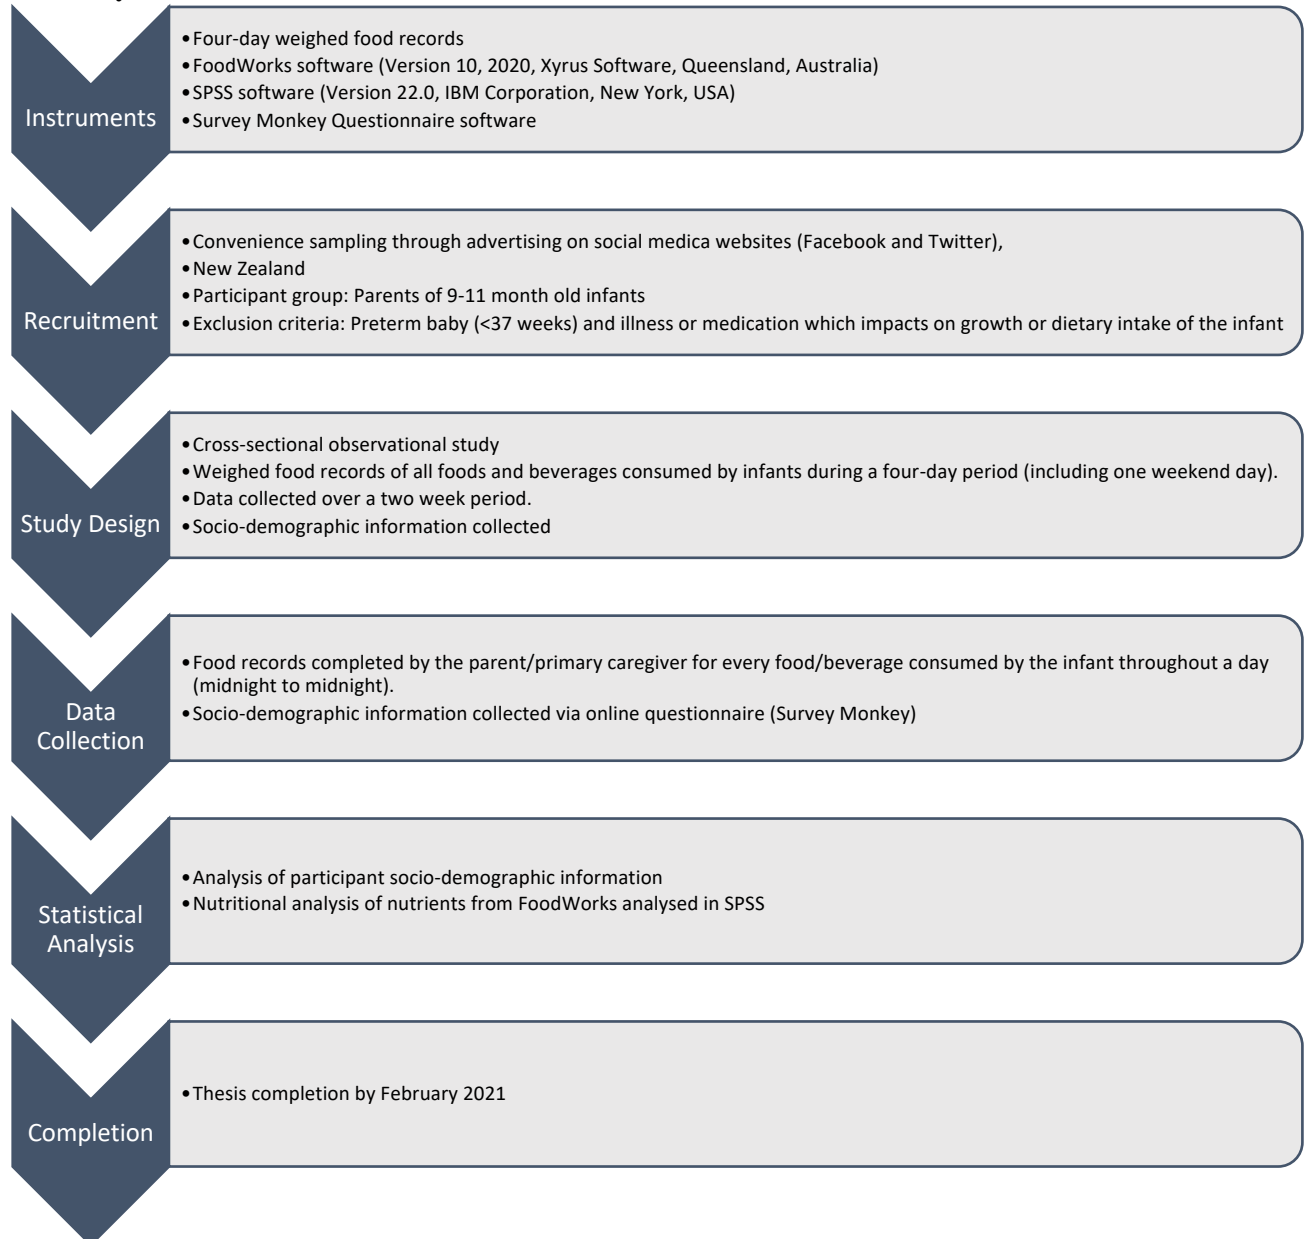 Instruments
•Four-day weighed food records
•FoodWorks software (Version 10, 2020, Xyrus Software, Queensland, Australia)
•SPSS software (Version 22.0, IBM Corporation, New York, USA)
•Survey Monkey Questionnaire software
Recruitment
•Convenience sampling through advertising on social medica websites (Facebook and Twitter),
•New Zealand
•Participant group: Parents of 9-11 month old infants
•Exclusion criteria: Preterm baby (<37 weeks) and illness or medication which impacts on growth or dietary intake of the infant
Study Design
•Cross-sectional observational study
•Weighed food records of all foods and beverages consumed by infants during a four-day period (including one weekend day).
•Data collected over a two week period.
•Socio-demographic information collected
Data
Collection
•Food records completed by the parent/primary caregiver for every food/beverage consumed by the infant throughout a day
(midnight to midnight).
•Socio-demographic information collected via online questionnaire (Survey Monkey)
Statistical
Analysis
•Analysis of participant socio-demographic information
•Nutritional analysis of nutrients from FoodWorks analysed in SPSS
Completion
•Thesis completion by February 2021